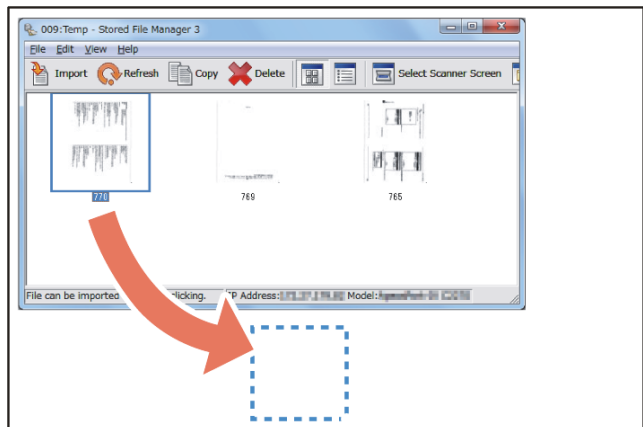 009:Temp - Stored File Manager 3
File Edit View Help
Import Refresh Copy Delete Select Scanner Screen
770 769 765
File can be imported licking. IP Address: Model: